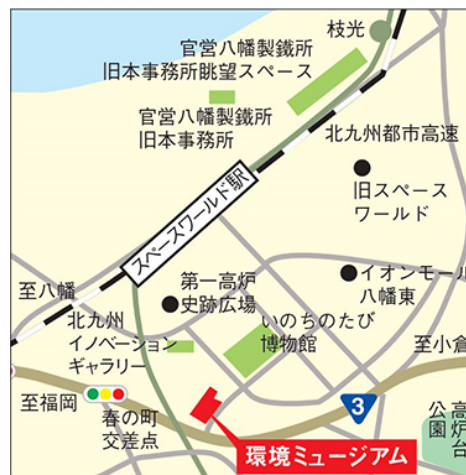 枝光
官営八幡製鐵所
旧本事務所眺望スペース
官営八幡製鐵所
旧本事務所
北九州都市高速
旧スペース
ワールド
スペースワールド駅
第一高炉
史跡広場
イオンモール
八幡東
至八幡
北九州
イノベーション
ギャラリー
いのちのたび
博物館
至小倉
至福岡
春の町
交差点
3
高炉台
公園
環境ミュージアム